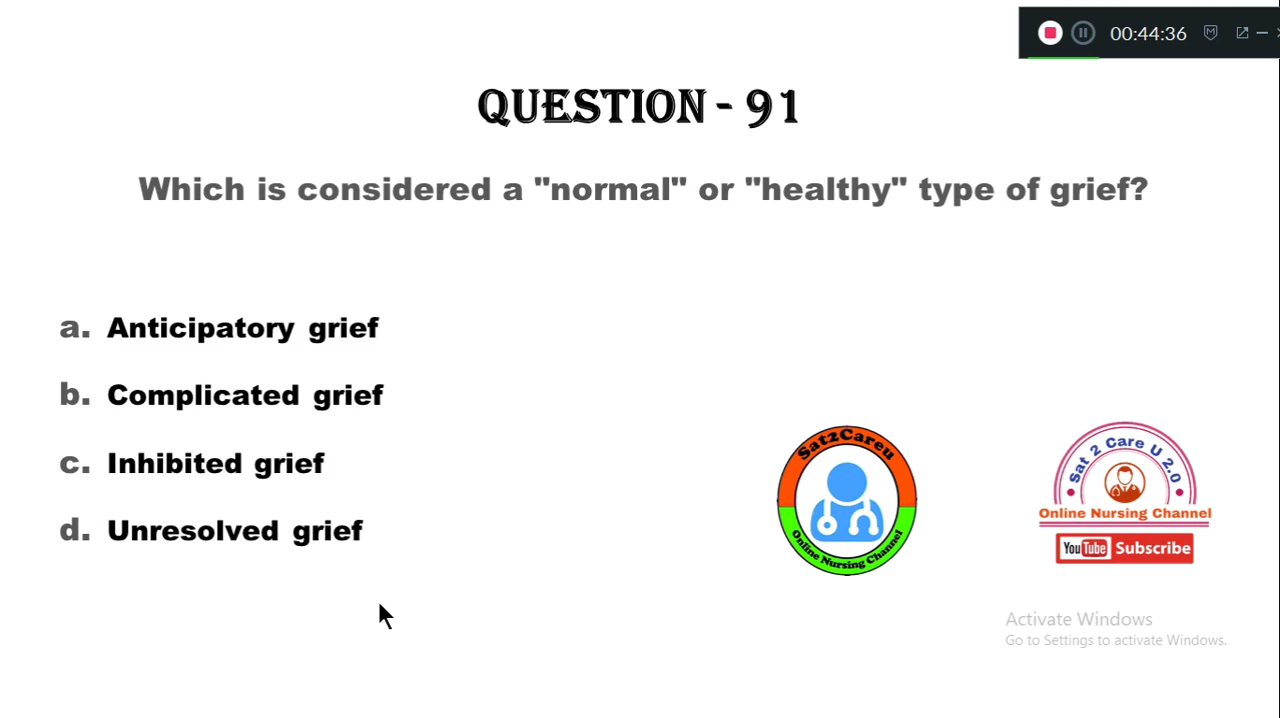 00:44:36
QUESTION - 91
Which is considered a "normal" or "healthy" type of grief?
a. Anticipatory grief
b. Complicated grief
c. Inhibited grief
d. Unresolved grief
Sat2Careu
Online Nursing Channel
Sat 2 Care U 2.0
Online Nursing Channel
YouTube Subscribe
Activate Windows
Go to Settings to activate Windows.